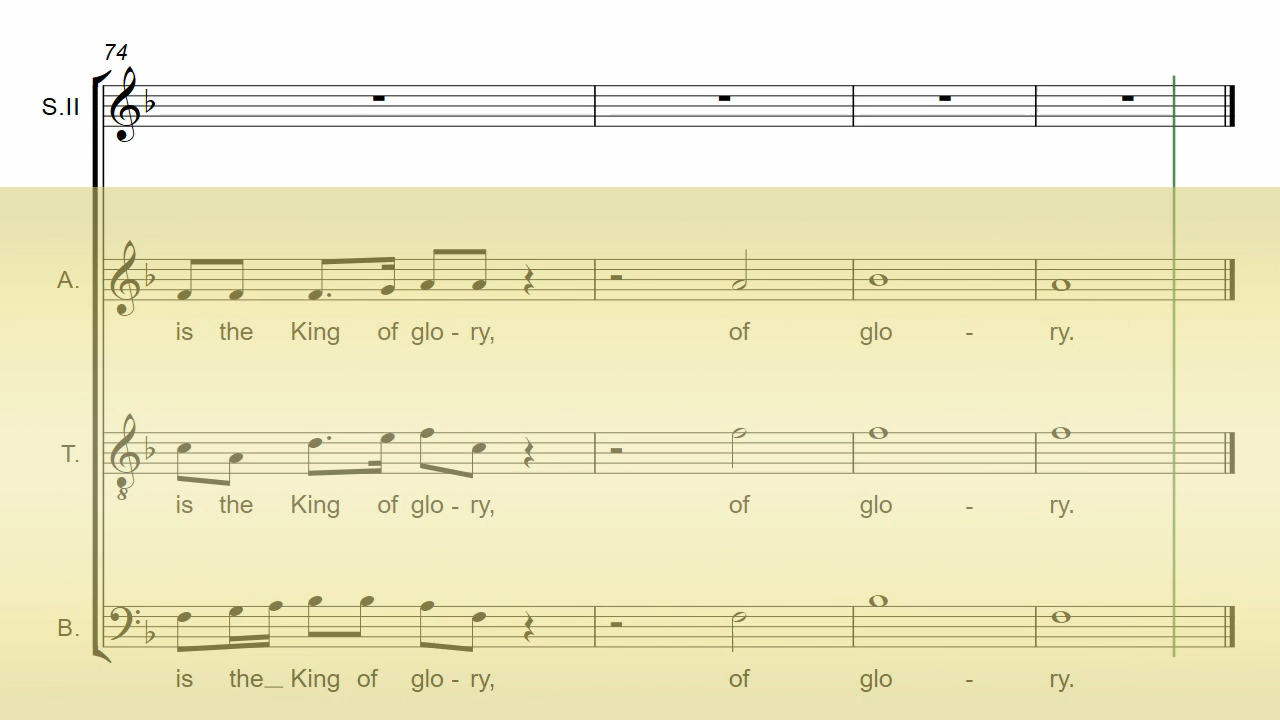 74
S.II
A.
is the King of glo - ry, of glo - ry.
T.
8
is the King of glo - ry, of glo - ry.
B.
is the_ King of glo - ry, of glo - ry.